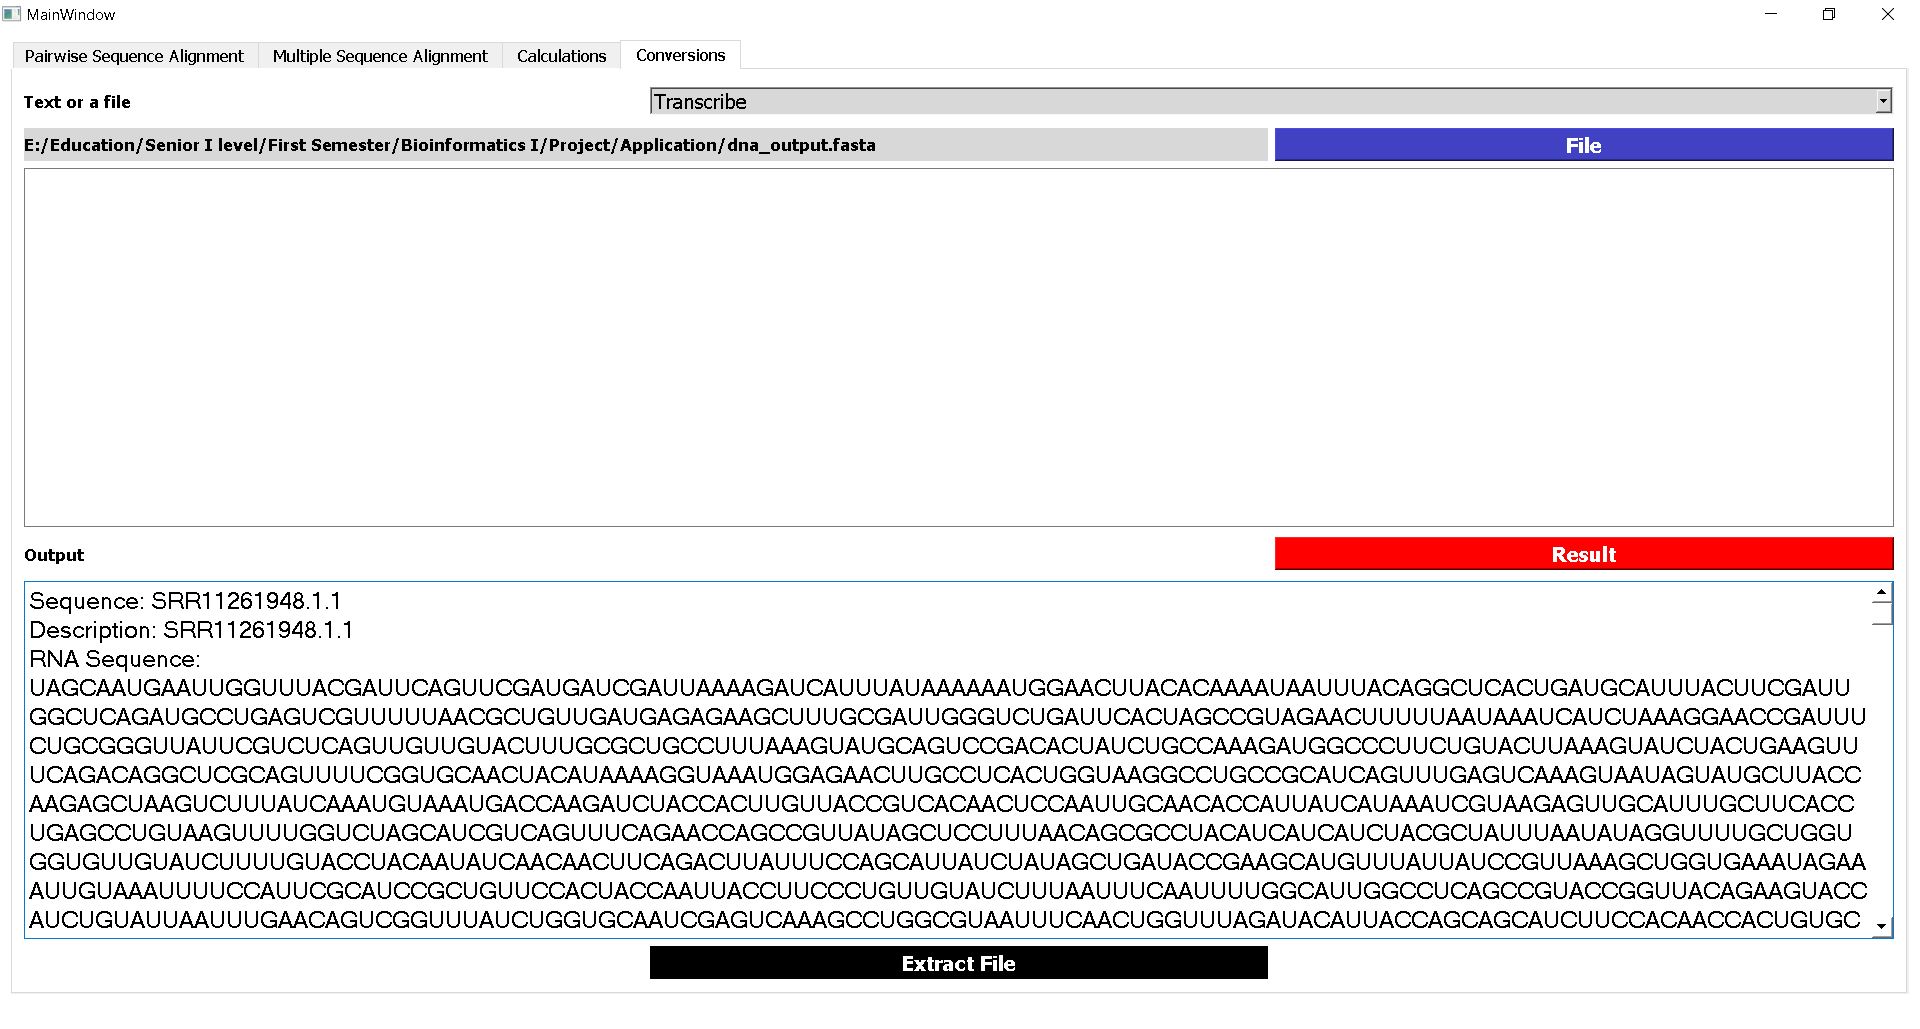 MainWindow
Pairwise Sequence Alignment Multiple Sequence Alignment Calculations Conversions
Text or a file Transcribe
E:/Education/Senior I level/First Semester/Bioinformatics I/Project/Application/dna_output.fasta File
Output Result
Sequence: SRR11261948.1.1
Description: SRR11261948.1.1
RNA Sequence:
UAGCAAUGAAUUGGUUUACGAUUCAGUUCGAUGAUCGAUUAAAAGAUCAUUUAUAAAAAAUGGAACUUACACAAAAUAAUUUACAGGCUCACUGAUGCAUUUACUUCGAUU
GGCUCAGAUGCCUGAGUCGUUUUUAACGCUGUUGAUGAGAGAAGCUUUGCGAUUGGGUCUGAUUCACUAGCCGUAGAACUUUUUAAUAAAUCAUCUAAAGGAACCGAUUU
CUGCGGGUUAUUCGUCUCAGUUGUUGUACUUUGCGCUGCCUUUAAAGUAUGCAGUCCGACACUAUCUGCCAAAGAUGGCCCUUCUGUACUUAAAGUAUCUACUGAAGUU
UCAGACAGGCUCGCAGUUUUCGGUGCAACUACAUAAAAGGUAAAUGGAGAACUUGCCUCACUGGUAAGGCCUGCCGCAUCAGUUUGAGUCAAAGUAAUAGUAUGCUUACC
AAGAGCUAAGUCUUUAUCAAAUGUAAAUGACCAAGAUCUACCACUUGUUACCGUCACAACUCCAAUUGCAACACCAUUAUCAUAAAUCGUAAGAGUUGCAUUUGCUUCACC
UGAGCCUGUAAGUUUUGGUCUAGCAUCGUCAGUUUCAGAACCAGCCGUUAUAGCUCCUUUAACAGCGCCUACAUCAUCAUCUACGCUAUUUAAUAUAGGUUUUGCUGGU
GGUGUUGUAUCUUUUGUACCUACAAUAUCAACAACUUCAGACUUAUUUCCAGCAUUAUCUAUAGCUGAUACCGAAGCAUGUUUAUUAUCCGUUAAAGCUGGUGAAAUAGAA
AUUGUAAAUUUUCCAUUCGCAUCCGCUGUUCCACUACCAAUUACCUUCCCUGUUGUAUCUUUAAUUUCAAUUUUGGCAUUGGCCUCAGCCGUACCGGUUACAGAAGUACC
AUCUGUAUUAAUUUGAACAGUCGGUUUAUCUGGUGCAAUCGAGUCAAAGCCUGGCGUAAUUUCAACUGGUUUAGAUACAUUACCAGCAGCAUCUUCCACAACCACUGUGC
Extract File